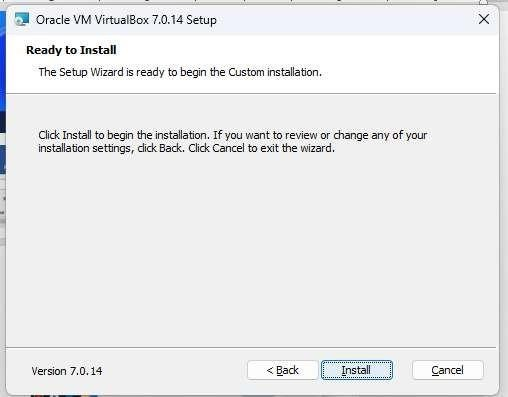 Oracle VM VirtualBox 7.0.14 Setup
Ready to Install
The Setup Wizard is ready to begin the Custom installation.
Click Install to begin the installation. If you want to review or change any of your
installation settings, click Back. Click Cancel to exit the wizard.
Version 7.0.14
< Back
Install
Cancel